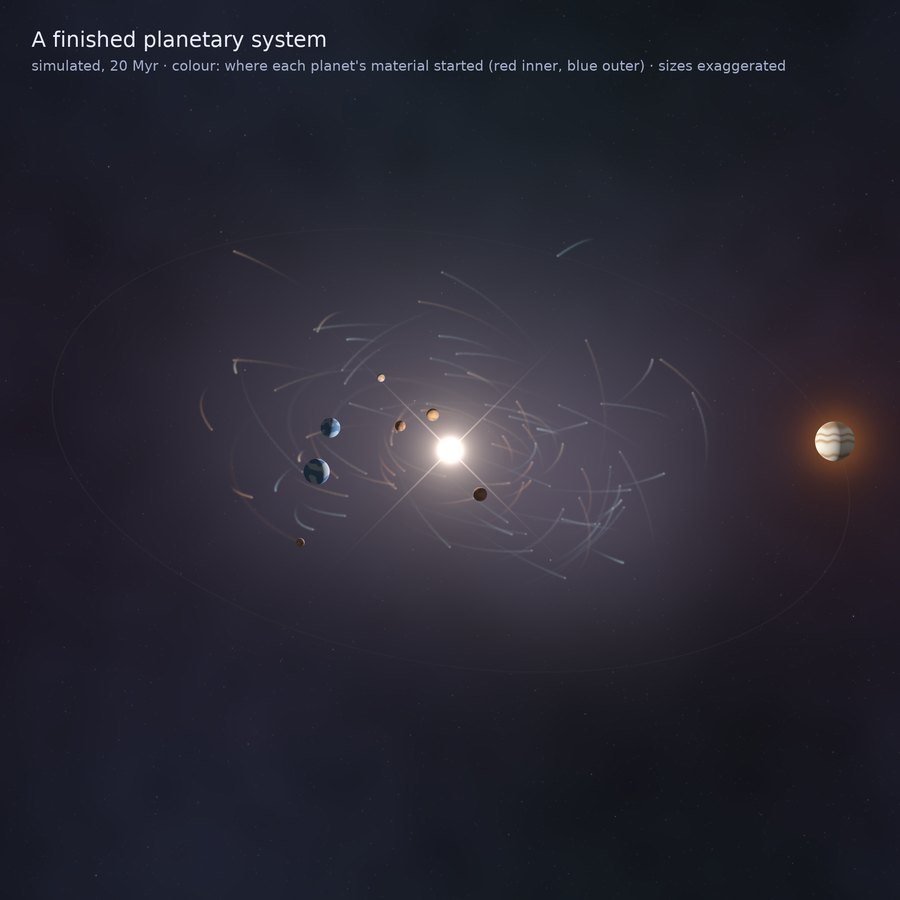 A finished planetary system
simulated, 20 Myr · colour: where each planet's material started (red inner, blue outer) · sizes exaggerated